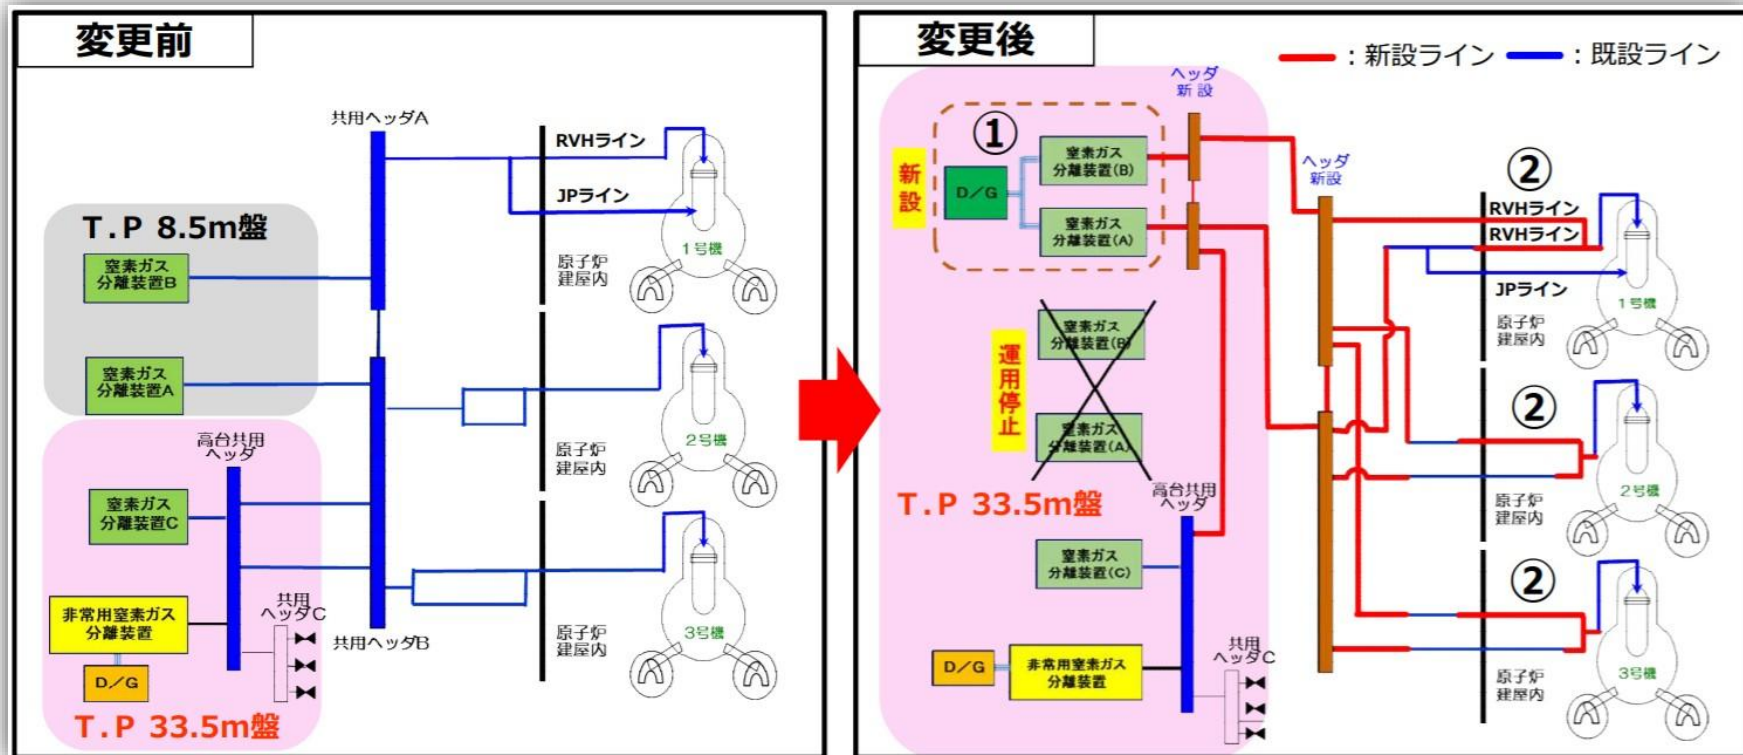 変更前
共用ヘッダA
RVHライン
JPライン
1号機
原子炉
建屋内
T.P 8.5m盤
窒素ガス
分離装置B
窒素ガス
分離装置A
2号機
原子炉
建屋内
高台共用
ヘッダ
窒素ガス
分離装置C
非常用窒素ガス
分離装置
D/G
共用
ヘッダC
共用ヘッダB
3号機
原子炉
建屋内
T.P 33.5m盤
変更後
:新設ライン
:既設ライン
ヘッダ
新設
①
新設
D/G
窒素ガス
分離装置(B)
窒素ガス
分離装置(A)
ヘッダ
新設
②
RVHライン
RVHライン
JPライン
1号機
原子炉
建屋内
運用停止
窒素ガス
分離装置(B)
窒素ガス
分離装置(A)
②
2号機
原子炉
建屋内
T.P 33.5m盤
高台共用
ヘッダ
窒素ガス
分離装置(C)
D/G
非常用窒素ガス
分離装置
共用
ヘッダC
②
3号機
原子炉
建屋内